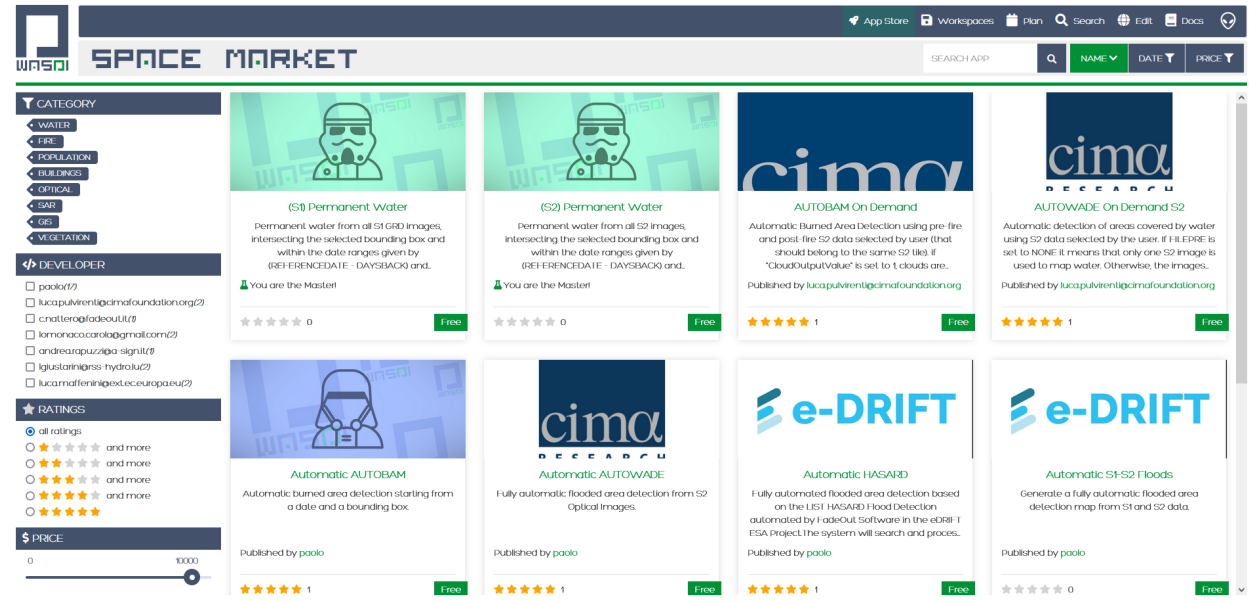 App Store Workspaces Plan Search Edit Docs
WASDI
SPACE MARKET
SEARCH APP
NAME DATE PRICE
CATEGORY
WATER
FIRE
POPULATION
BUILDINGS
OPTICAL
SAR
GIS
VEGETATION
DEVELOPER
paolo(17)
luca.pulvirenti@cimafoundation.org(2)
c.nattero@fadeout.it(1)
lomonaco.carola@gmail.com(2)
andrea.rapuzzi@a-sign.it(1)
lgiustarini@rss-hydro.lu(2)
luca.maffenini@ext.ec.europa.eu(2)
RATINGS
all ratings
and more
and more
and more
and more
$ PRICE
0 10000
WASDI
(S1) Permanent Water
Permanent water from all S1 GRD images,
intersecting the selected bounding box and
within the date ranges given by
(REFERENCEDATE - DAYSBACK) and...
You are the Master!
0 Free
WASDI
(S2) Permanent Water
Permanent water from all S2 images,
intersecting the selected bounding box and
within the date ranges given by
(REFERENCEDATE - DAYSBACK) and...
You are the Master!
0 Free
cima
AUTOBAM On Demand
Automatic Burned Area Detection using pre-fire
and post-fire S2 data selected by user (that
should belong to the same S2 tile). if
"CloudOutputValue" is set to 1, clouds are...
Published by luca.pulvirenti@cimafoundation.org
1 Free
cima
RESEARCH
AUTOWADE On Demand S2
Automatic detection of areas covered by water
using S2 data selected by the user. if FILEPRE is
set to NONE it means that only one S2 image is
used to map water. Otherwise, the images...
Published by luca.pulvirenti@cimafoundation.org
1 Free
WASDI
Automatic AUTOBAM
Automatic burned area detection starting from
a date and a bounding box.
Published by paolo
1 Free
cima
RESEARCH
Automatic AUTOWADE
Fully automatic flooded area detection from S2
Optical Images.
Published by paolo
1 Free
e-DRIFT
Automatic HASARD
Fully automated flooded area detection based
on the LIST HASARD Flood Detection
automated by FadeOut Software in the eDRIFT
ESA Project.The system will search and proces...
Published by paolo
1 Free
e-DRIFT
Automatic S1-S2 Floods
Generate a fully automatic flooded area
detection map from S1 and S2 data.
Published by paolo
0 Free